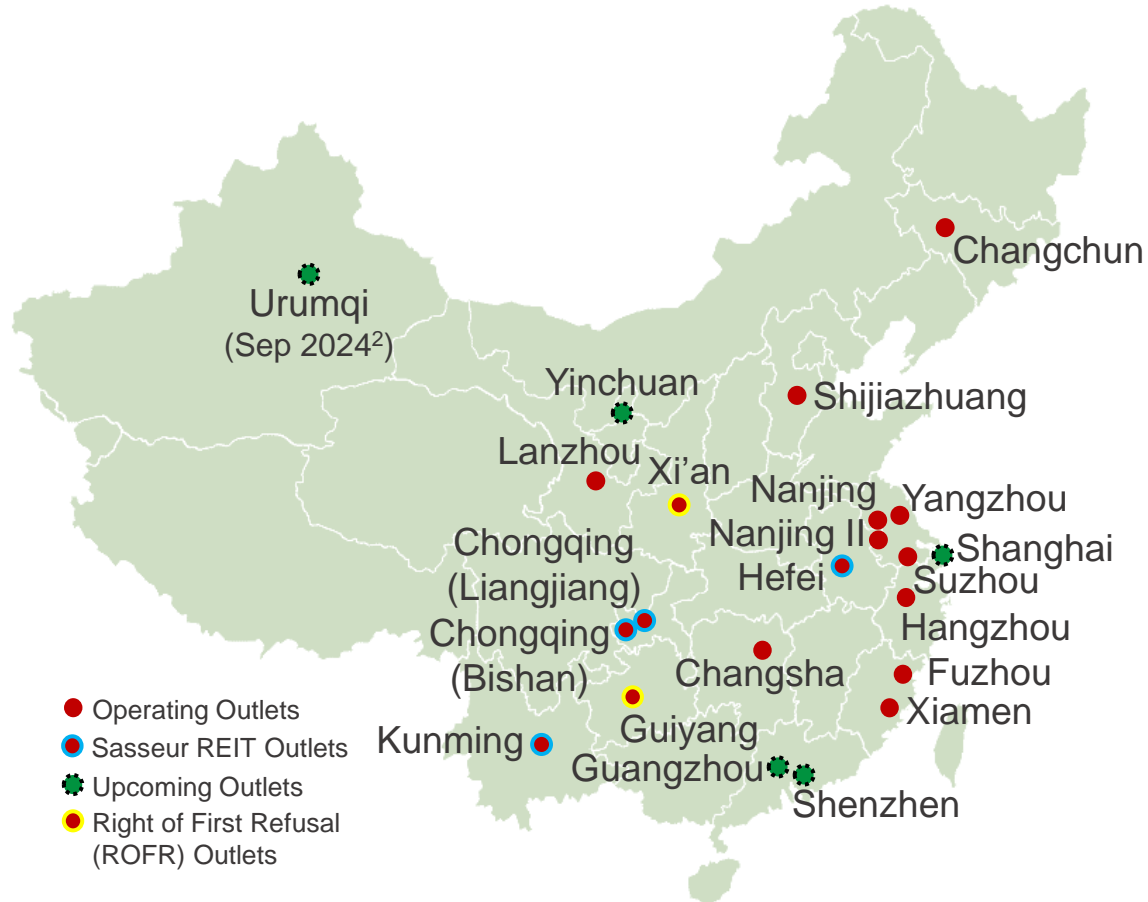 Changchun
Urumqi
(Sep 2024²)
Yinchuan
Shijiazhuang
Lanzhou
Xi’an
Nanjing
Yangzhou
Nanjing II
Shanghai
Chongqing
(Liangjiang)
Hefei
Suzhou
Hangzhou
Chongqing
(Bishan)
Changsha
Fuzhou
Xiamen
Guiyang
Kunming
Guangzhou
Shenzhen
Operating Outlets
Sasseur REIT Outlets
Upcoming Outlets
Right of First Refusal
(ROFR) Outlets